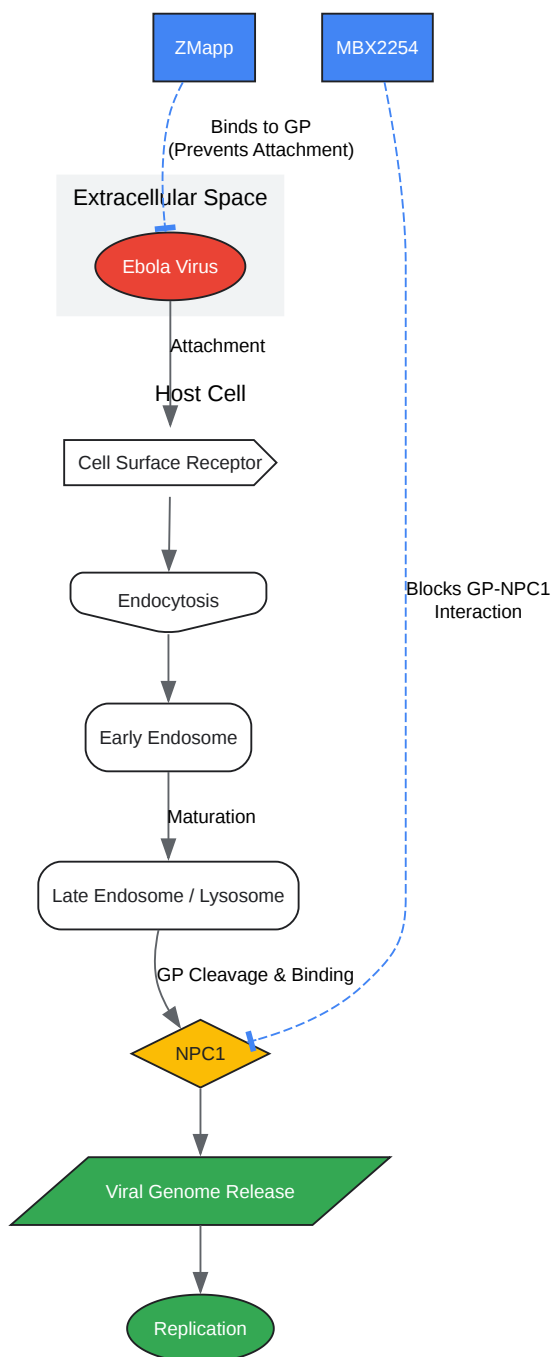 ZMapp
MBX2254
Binds to GP
(Prevents Attachment)
Extracellular Space
Ebola Virus
Attachment
Host Cell
Cell Surface Receptor
Endocytosis
Blocks GP-NPC1
Interaction
Early Endosome
Maturation
Late Endosome / Lysosome
GP Cleavage & Binding
NPC1
Viral Genome Release
Replication